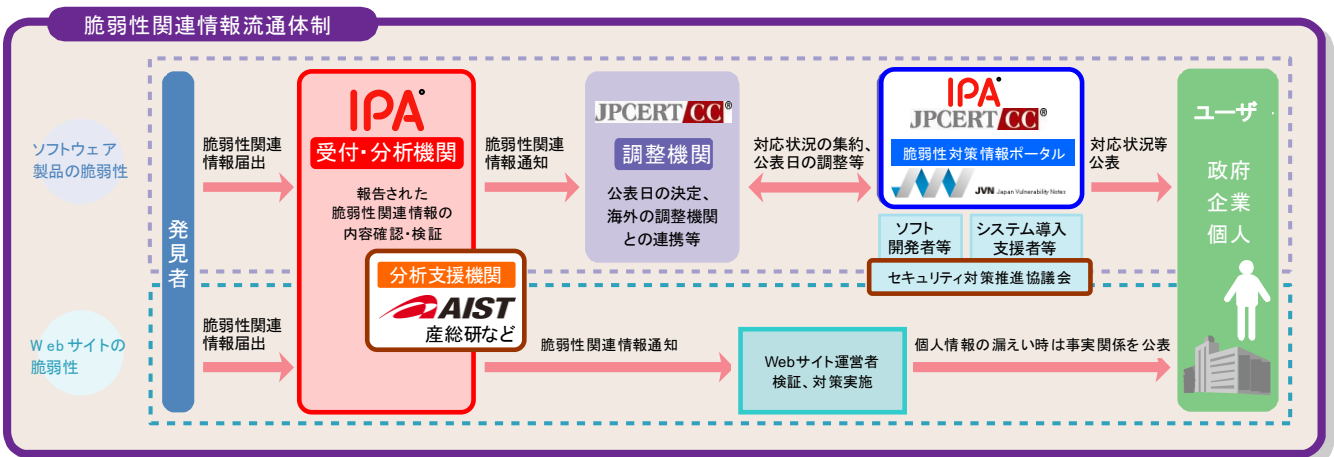 脆弱性関連情報流通体制
ソフトウェア
製品の脆弱性
発見者
脆弱性関連
情報届出
IPA
受付・分析機関
報告された
脆弱性関連情報の
内容確認・検証
分析支援機関
AIST
産総研など
脆弱性関連
情報通知
JPCERT CC®
調整機関
公表日の決定、
海外の調整機関
との連携等
対応状況の集約、
公表日の調整等
IPA
JPCERT CC®
脆弱性対策情報ポータル
JVN Japan Vulnerability Notes
ソフト
開発者等
システム導入
支援者等
セキュリティ対策推進協議会
対応状況等
公表
ユーザ
政府
企業
個人
Webサイトの
脆弱性
脆弱性関連
情報届出
脆弱性関連情報通知
Webサイト運営者
検証、対策実施
個人情報の漏えい時は事実関係を公表